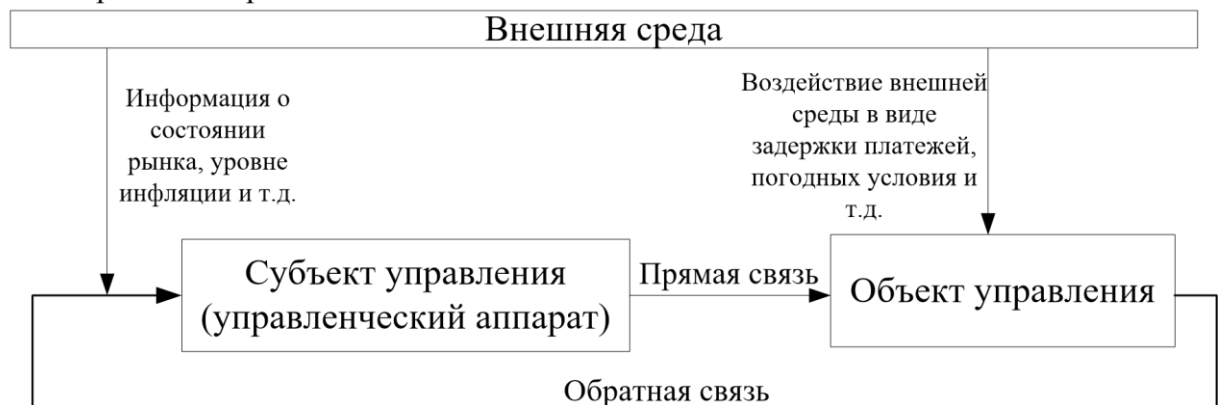 Внешняя среда
Информация о
состоянии
рынка, уровне
инфляции и т.д.
Воздействие внешней
среды в виде
задержки платежей,
погодных условия и
т.д.
Субъект управления
(управленческий аппарат)
Прямая связь
Объект управления
Обратная связь